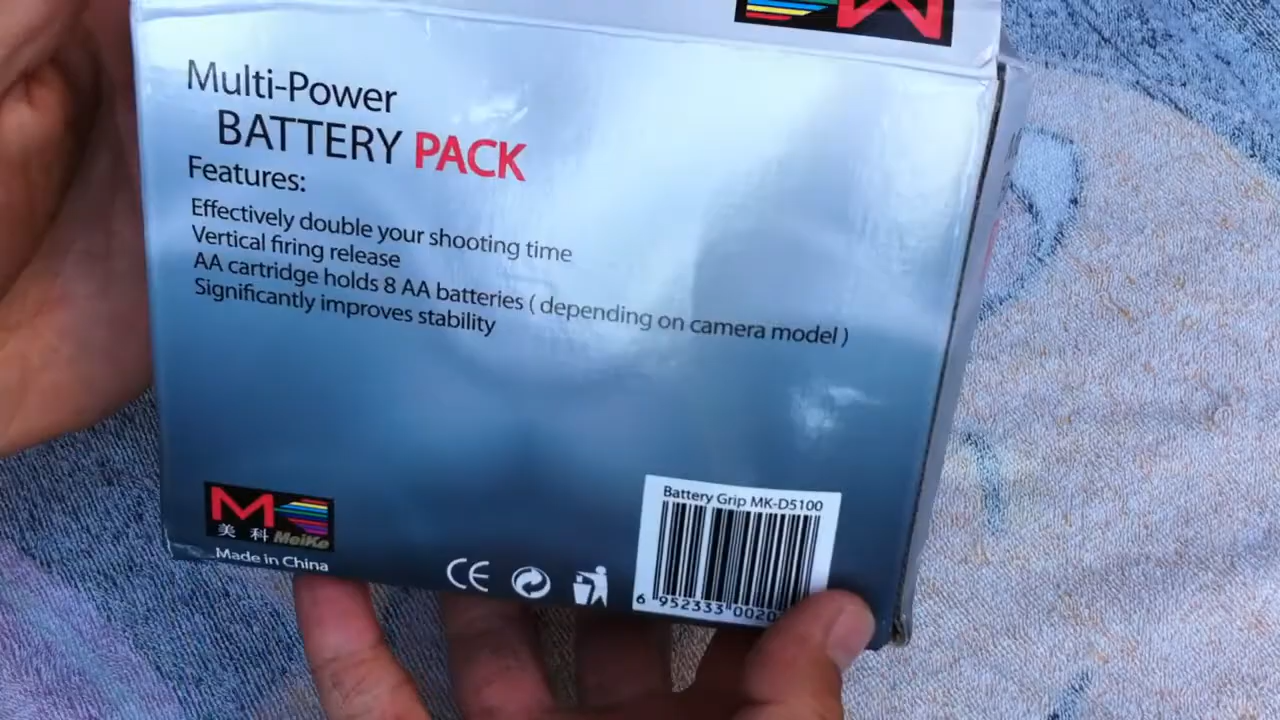 Multi-Power
BATTERY PACK
Features:
Effectively double your shooting time
Vertical firing release
AA cartridge holds 8 AA batteries ( depending on camera model )
Significantly improves stability
美科 MeiKe
Made in China
CE
Battery Grip MK-D5100
6 952333 0020